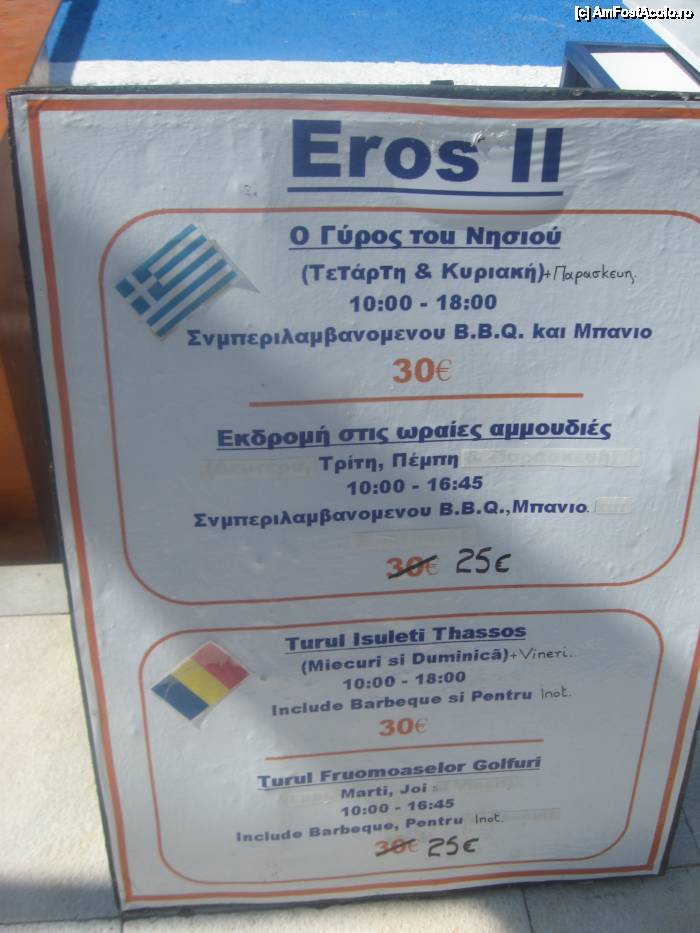 [c] AmFostAcolo.ro
Eros II
Ο Γύρος του Νησιού
(Τετάρτη & Κυριακή)+Παρασκευη.
10:00 - 18:00
Σνμπεριλαμβανομενου B.B.Q. και Μπανιο
30€
Εκδρομή στις ωραίες αμμουδιές
Τρίτη, Πέμπη
10:00 - 16:45
Σνμπεριλαμβανομενου B.B.Q.,Μπανιο.
30€ 25€
Turul Isuleti Thassos
(Miecuri si Duminică)+Vineri.
10:00 - 18:00
Include Barbeque si Pentru Inot.
30€
Turul Fruomoaselor Golfuri
Marti, Joi
10:00 - 16:45
Include Barbeque, Pentru Inot.
30€ 25€